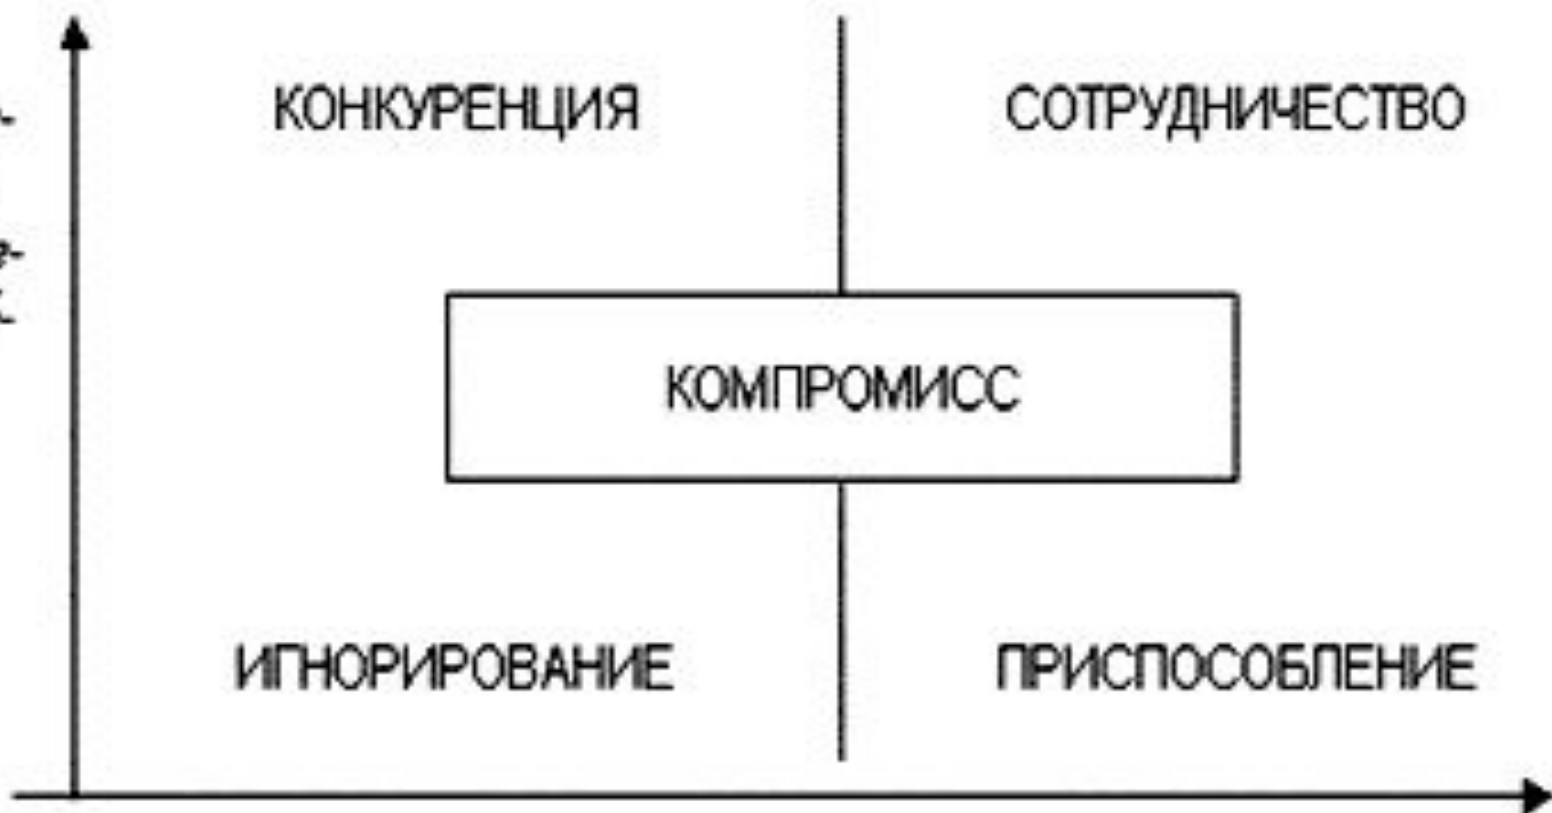 КОНКУРЕНЦИЯ
СОТРУДНИЧЕСТВО
КОМПРОМИСС
ИГНОРИРОВАНИЕ
ПРИСПОСОБЛЕНИЕ